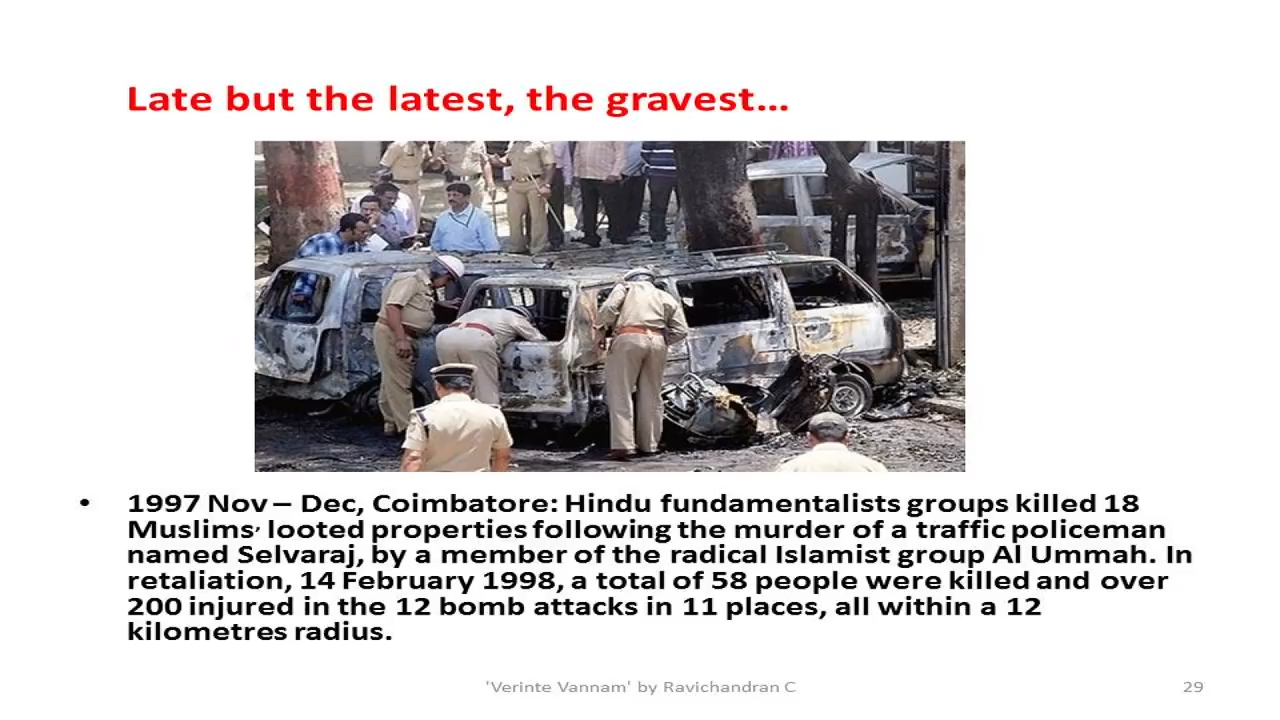 Late but the latest, the gravest...
• 1997 Nov – Dec, Coimbatore: Hindu fundamentalists groups killed 18
Muslims, looted properties following the murder of a traffic policeman
named Selvaraj, by a member of the radical Islamist group Al Ummah. In
retaliation, 14 February 1998, a total of 58 people were killed and over
200 injured in the 12 bomb attacks in 11 places, all within a 12
kilometres radius.
'Verinte Vannam' by Ravichandran C
29